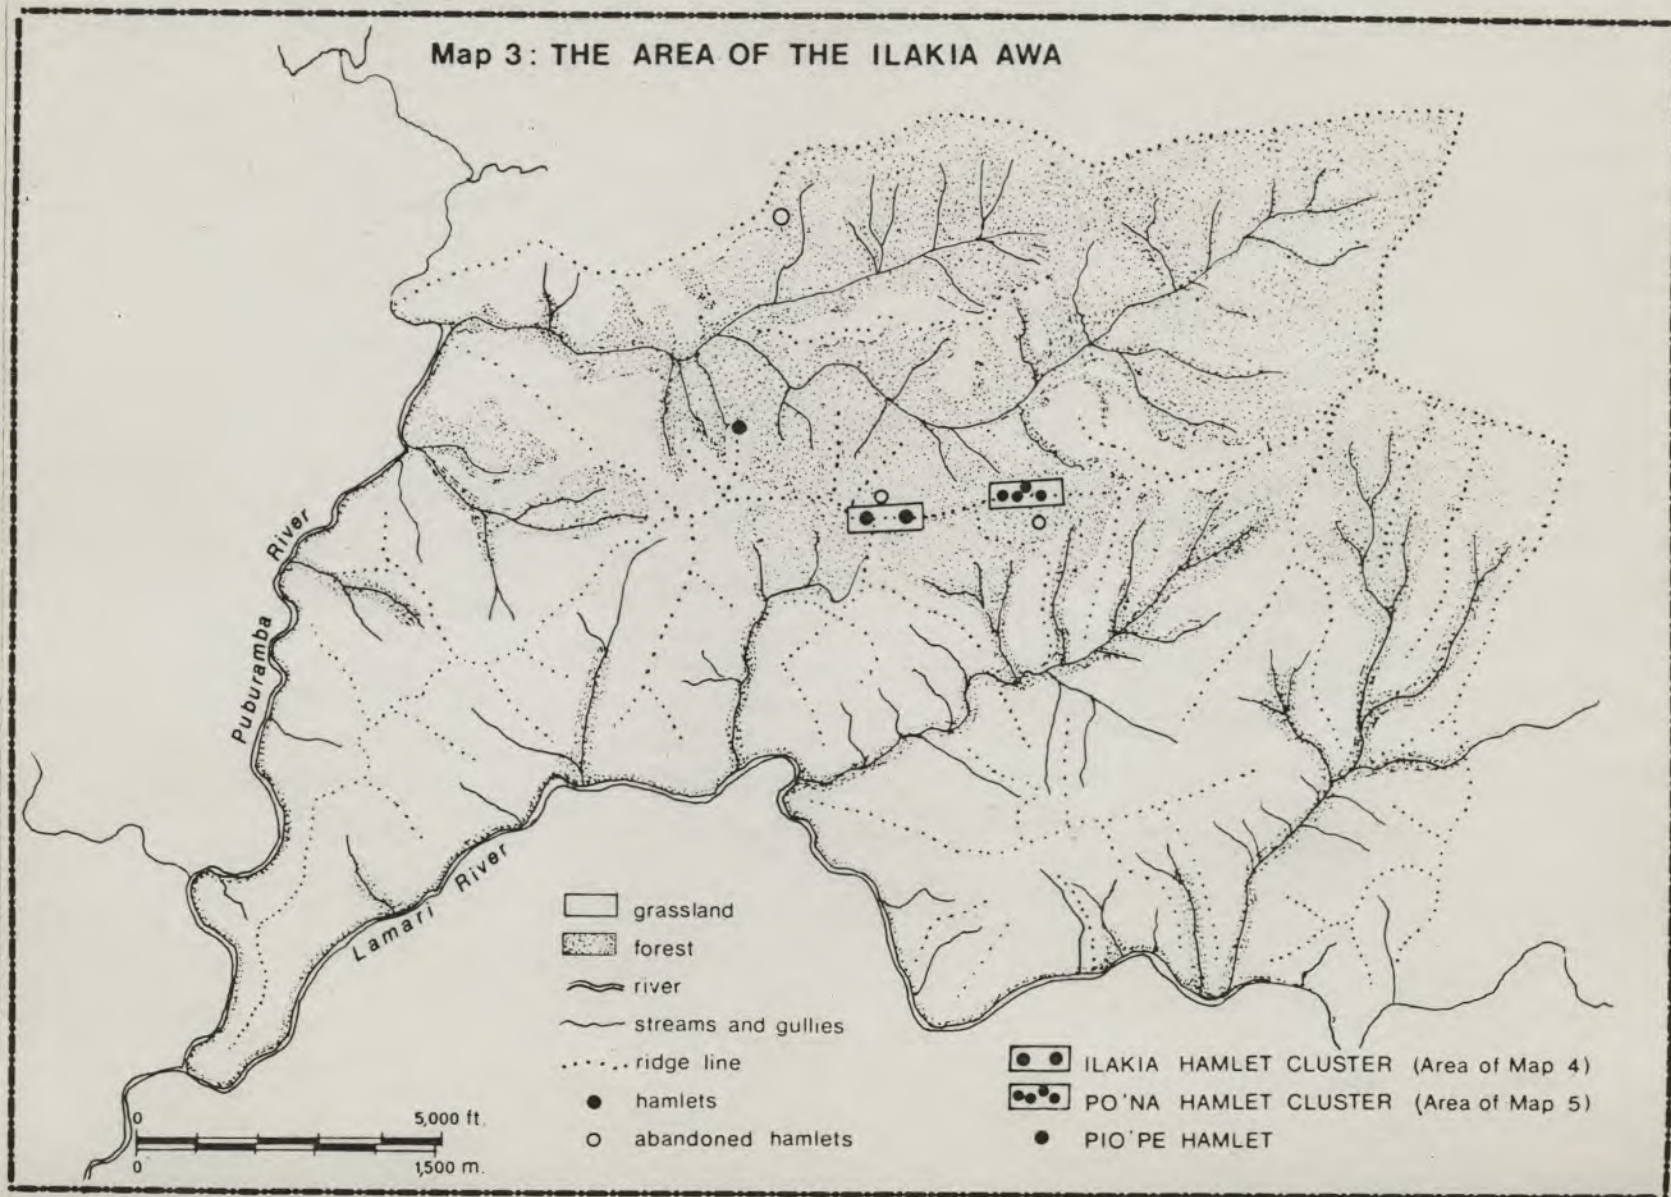 Map 3: THE AREA OF THE ILAKIA AWA
Puburamba River
Lamari River
grassland
forest
river
streams and gullies
ridge line
hamlets
abandoned hamlets
ILAKIA HAMLET CLUSTER (Area of Map 4)
PO'NA HAMLET CLUSTER (Area of Map 5)
PIO'PE HAMLET
0 5,000 ft.
0 1,500 m.